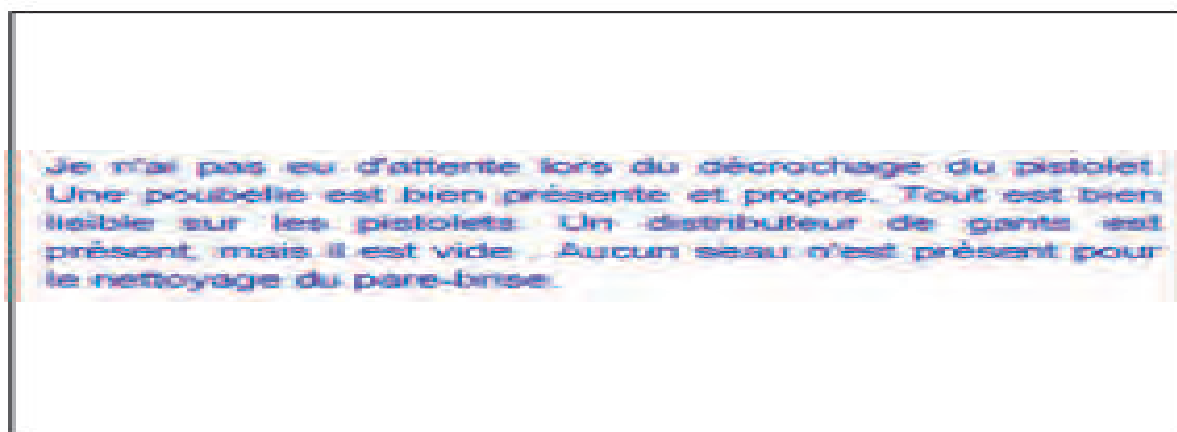 Je n'ai pas eu d'attente lors du décrochage du pistolet.
Une poubelle est bien présente et propre. Tout est bien
lisible sur les pistolets. Un distributeur de gants est
présent, mais il est vide . Aucun seau n'est présent pour
le nettoyage du pare-brise.